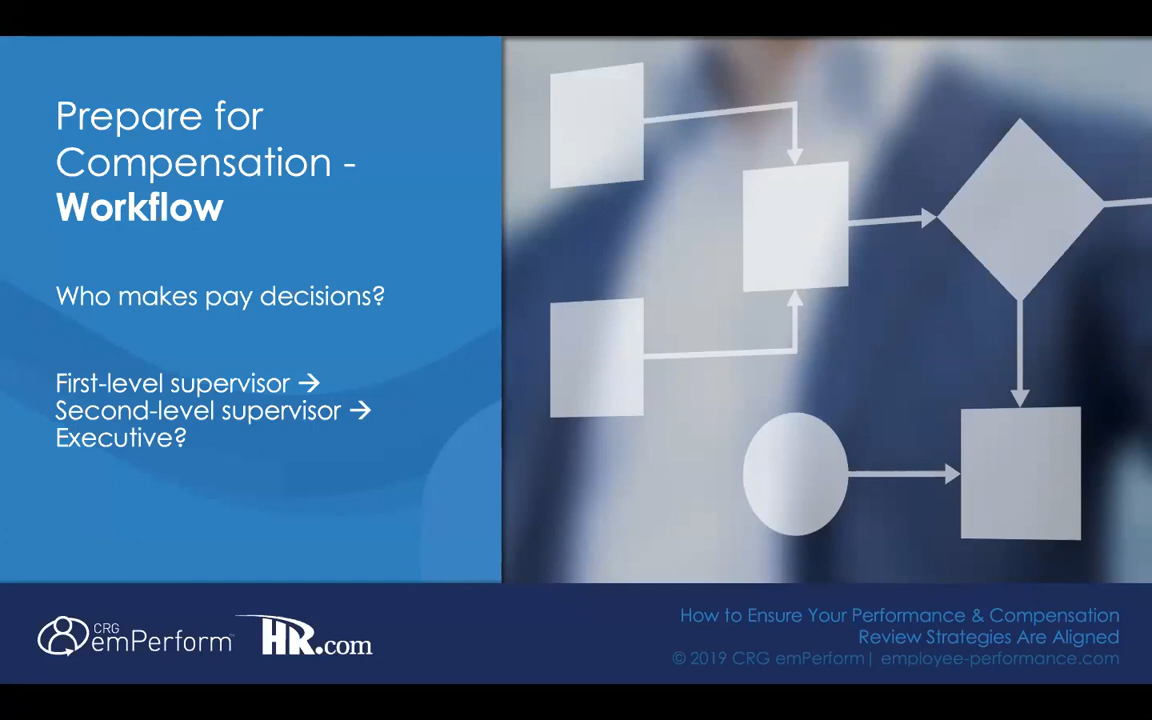 Prepare for
Compensation -
Workflow
Who makes pay decisions?
First-level supervisor →
Second-level supervisor →
Executive?
CRG
emPerform™
HR.com
How to Ensure Your Performance & Compensation
Review Strategies Are Aligned
© 2019 CRG emPerform| employee-performance.com